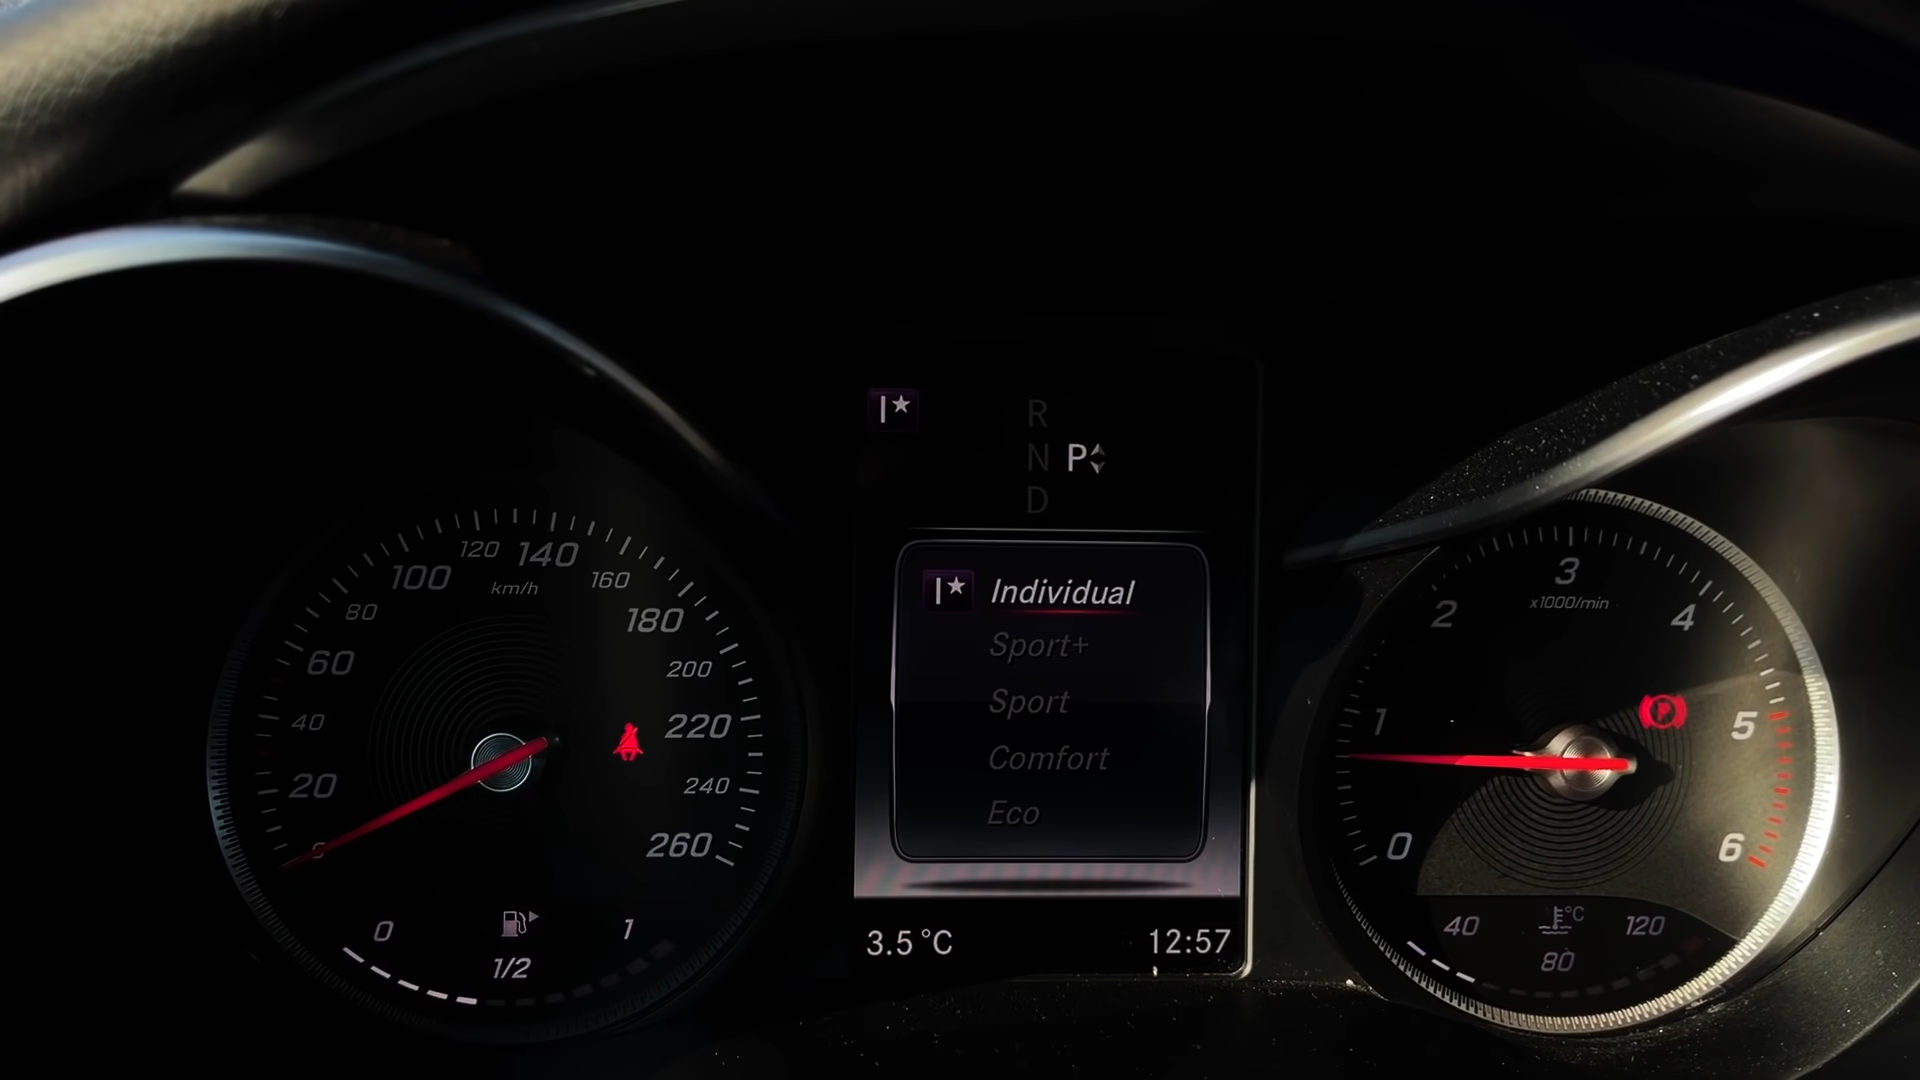 R
N P
D
Individual
Sport+
Sport
Comfort
Eco
3.5 °C 12:57
0
20
40
60
80
100
120
140
160
180
200
220
240
260
km/h
0 1/2 1
0
1
2
3
4
5
6
x1000/min
P
40 80 120
°C